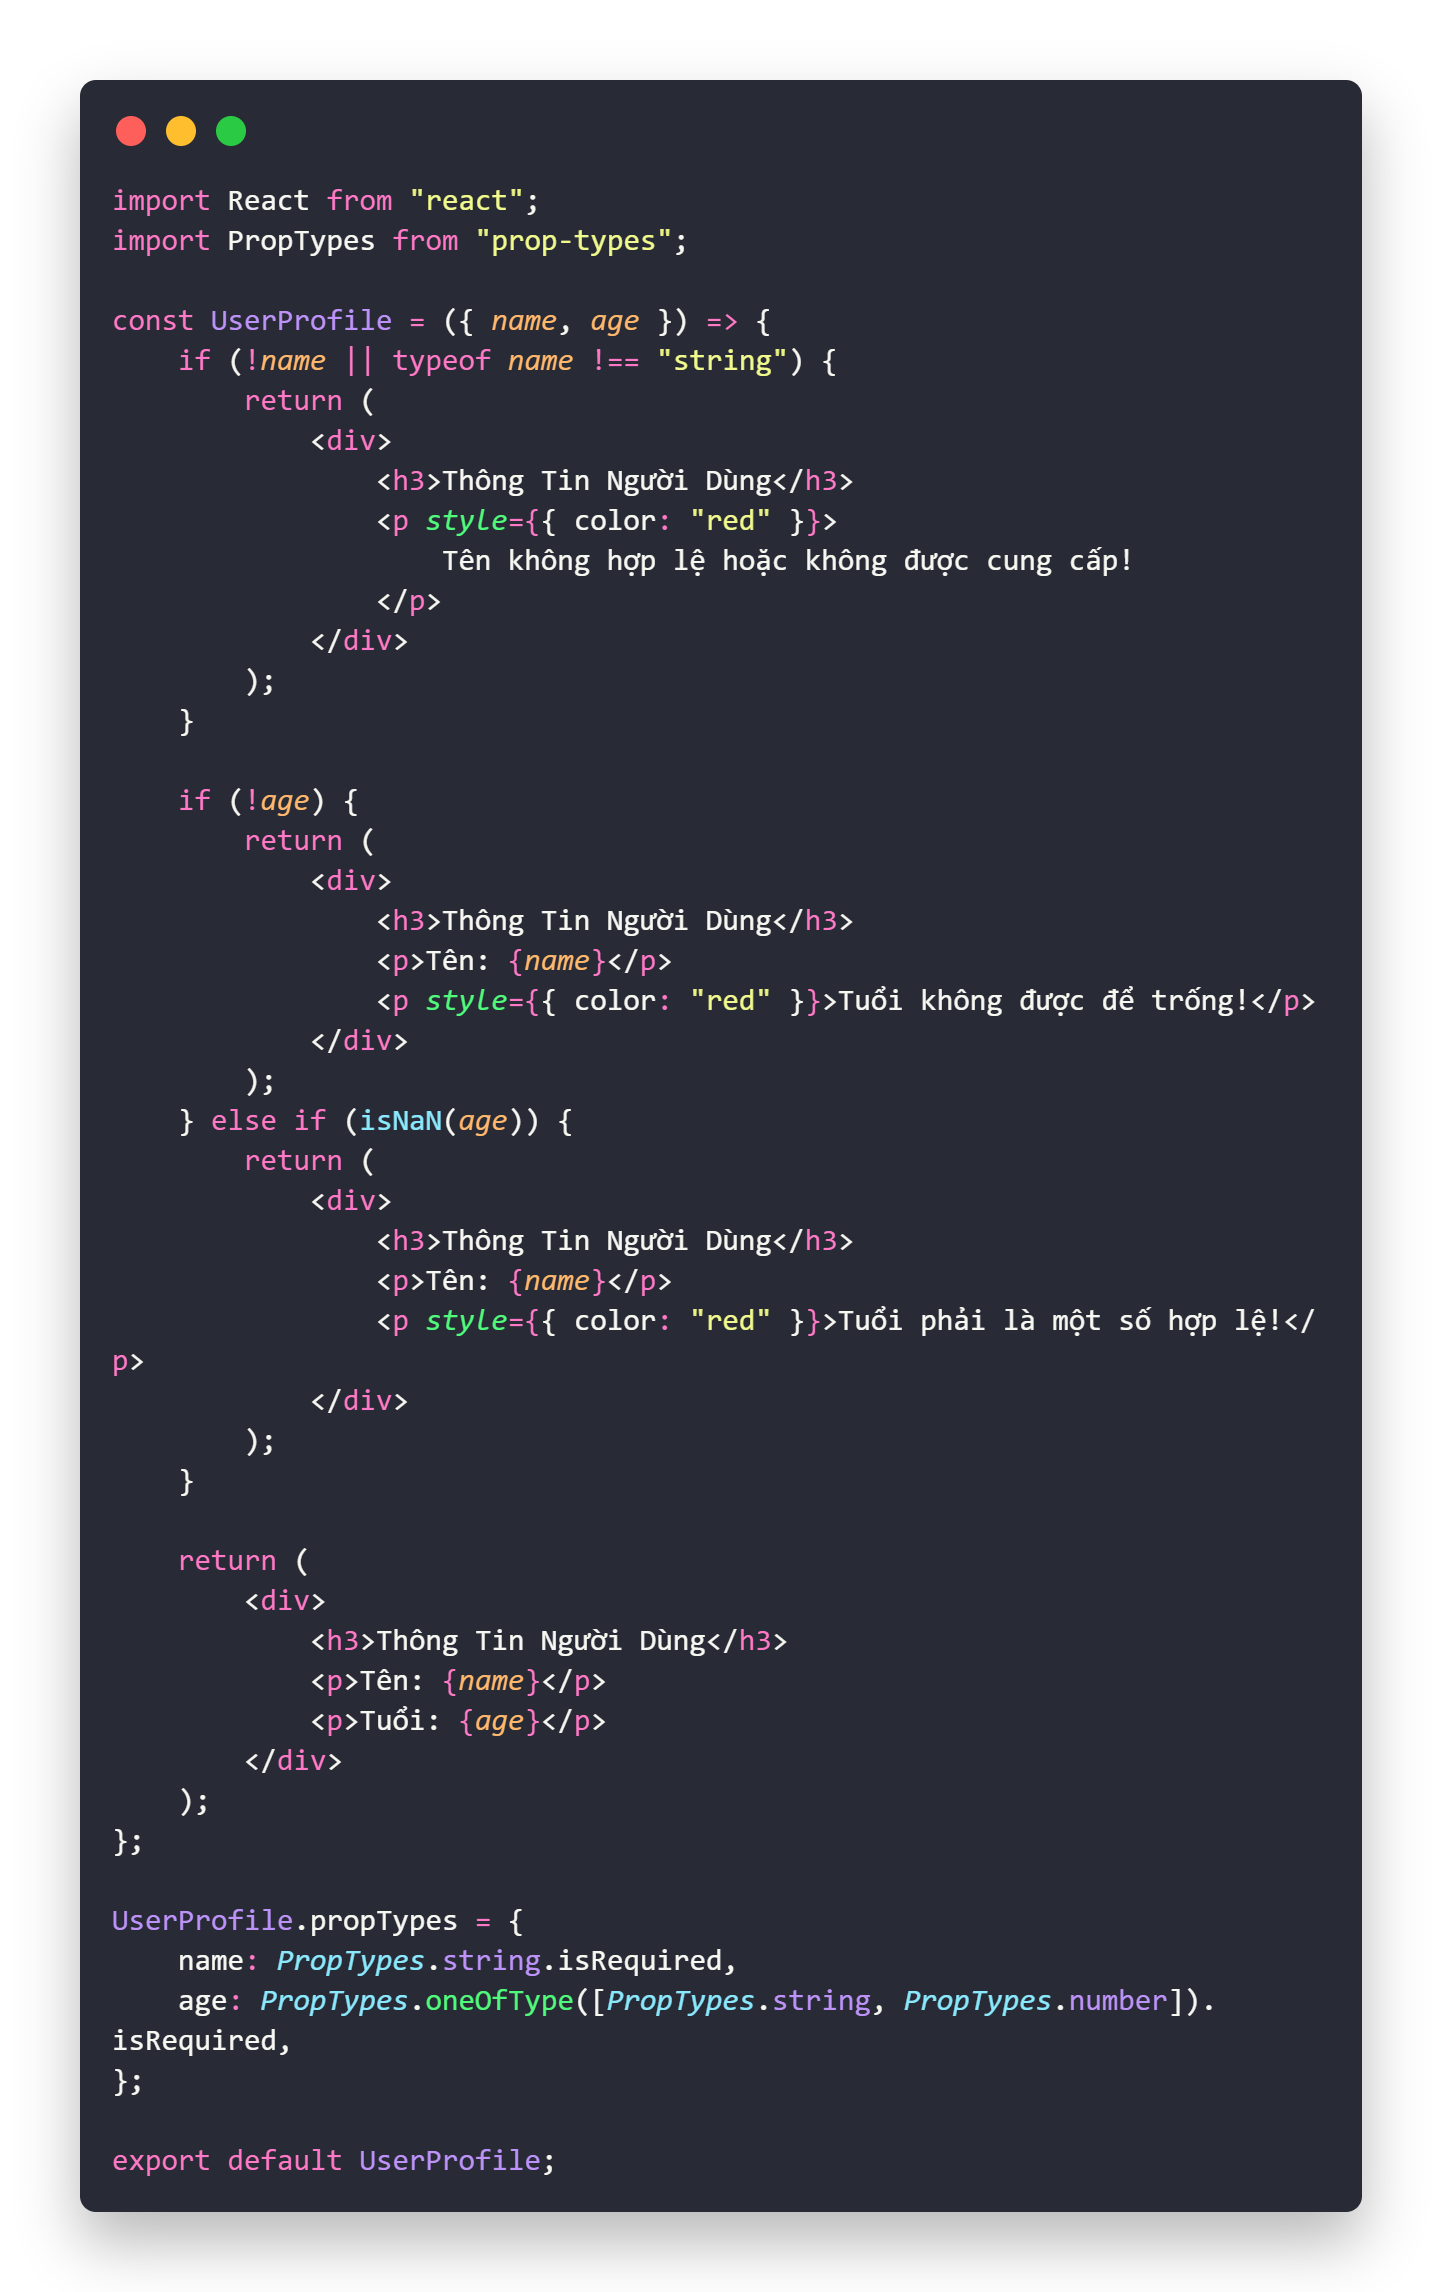 import React from "react";
import PropTypes from "prop-types";

const UserProfile = ({ name, age }) => {
    if (!name || typeof name !== "string") {
        return (
            <div>
                <h3>Thông Tin Người Dùng</h3>
                <p style={{ color: "red" }}>
                    Tên không hợp lệ hoặc không được cung cấp!
                </p>
            </div>
        );
    }

    if (!age) {
        return (
            <div>
                <h3>Thông Tin Người Dùng</h3>
                <p>Tên: {name}</p>
                <p style={{ color: "red" }}>Tuổi không được để trống!</p>
            </div>
        );
    } else if (isNaN(age)) {
        return (
            <div>
                <h3>Thông Tin Người Dùng</h3>
                <p>Tên: {name}</p>
                <p style={{ color: "red" }}>Tuổi phải là một số hợp lệ!</
p>
            </div>
        );
    }

    return (
        <div>
            <h3>Thông Tin Người Dùng</h3>
            <p>Tên: {name}</p>
            <p>Tuổi: {age}</p>
        </div>
    );
};

UserProfile.propTypes = {
    name: PropTypes.string.isRequired,
    age: PropTypes.oneOfType([PropTypes.string, PropTypes.number]).
isRequired,
};

export default UserProfile;